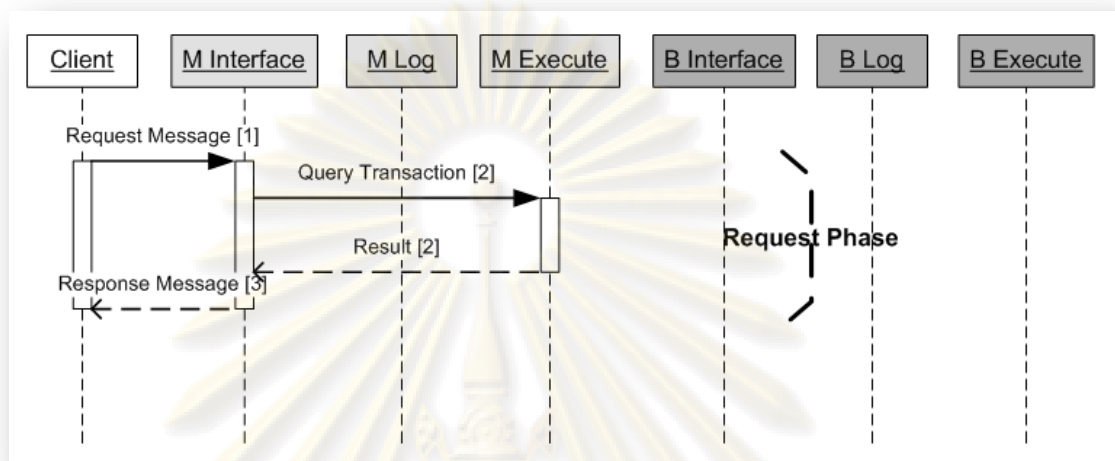 Client
M Interface
M Log
M Execute
B Interface
B Log
B Execute
Request Message [1]
Query Transaction [2]
Request Phase
Result [2]
Response Message [3]